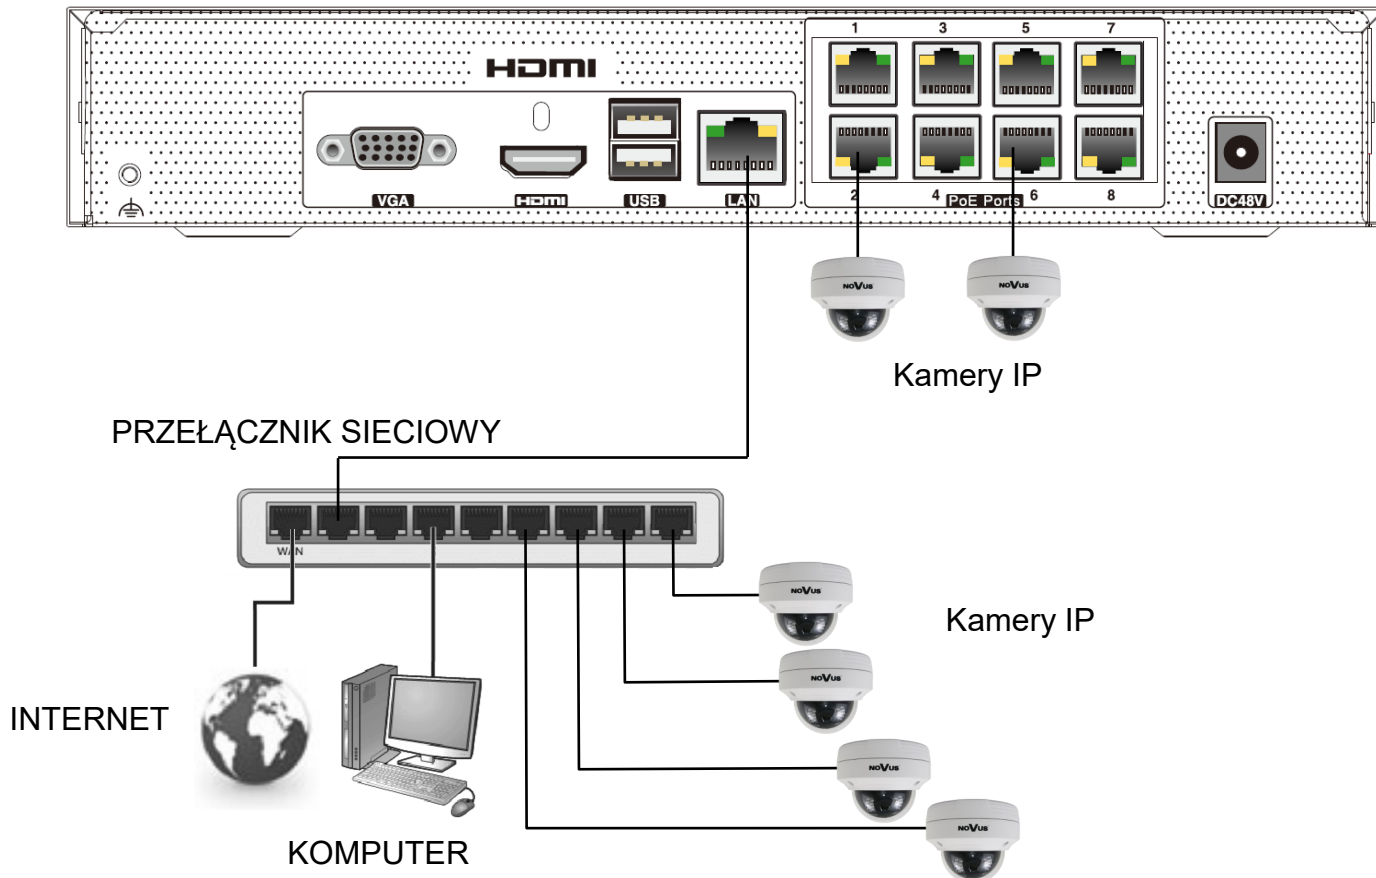 1 3 5 7
HDMI
VGA HDMI USB LAN
2 4 PoE Ports 6 8
DC48V
NOVUS NOVUS
Kamery IP
PRZEŁĄCZNIK SIECIOWY
WAN
NOVUS
Kamery IP
NOVUS
INTERNET
NOVUS
NOVUS
KOMPUTER